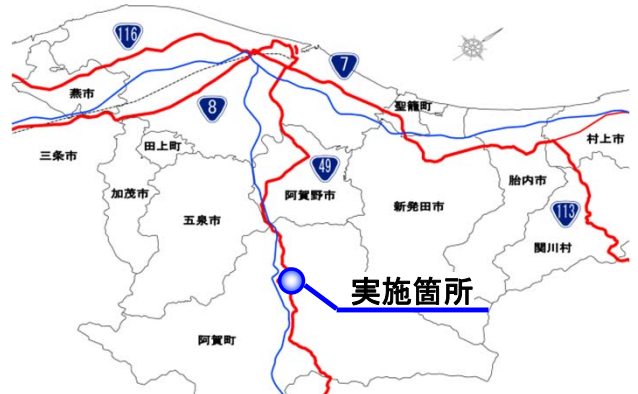 116
7
燕市
8
聖籠町
村上市
三条市
田上町
49
胎内市
加茂市
阿賀野市
新発田市
五泉市
113
関川村
実施箇所
阿賀町